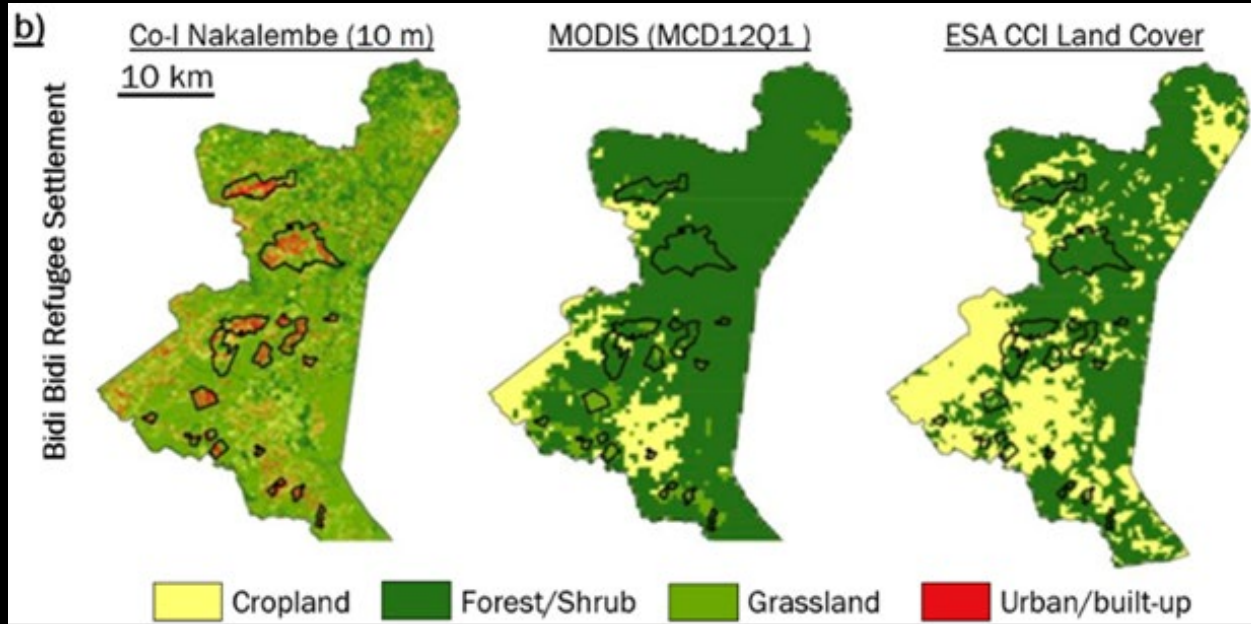 b)
Co-I Nakalembe (10 m)
MODIS (MCD12Q1 )
ESA CCI Land Cover
10 km
Bidi Bidi Refugee Settlement
Cropland
Forest/Shrub
Grassland
Urban/built-up